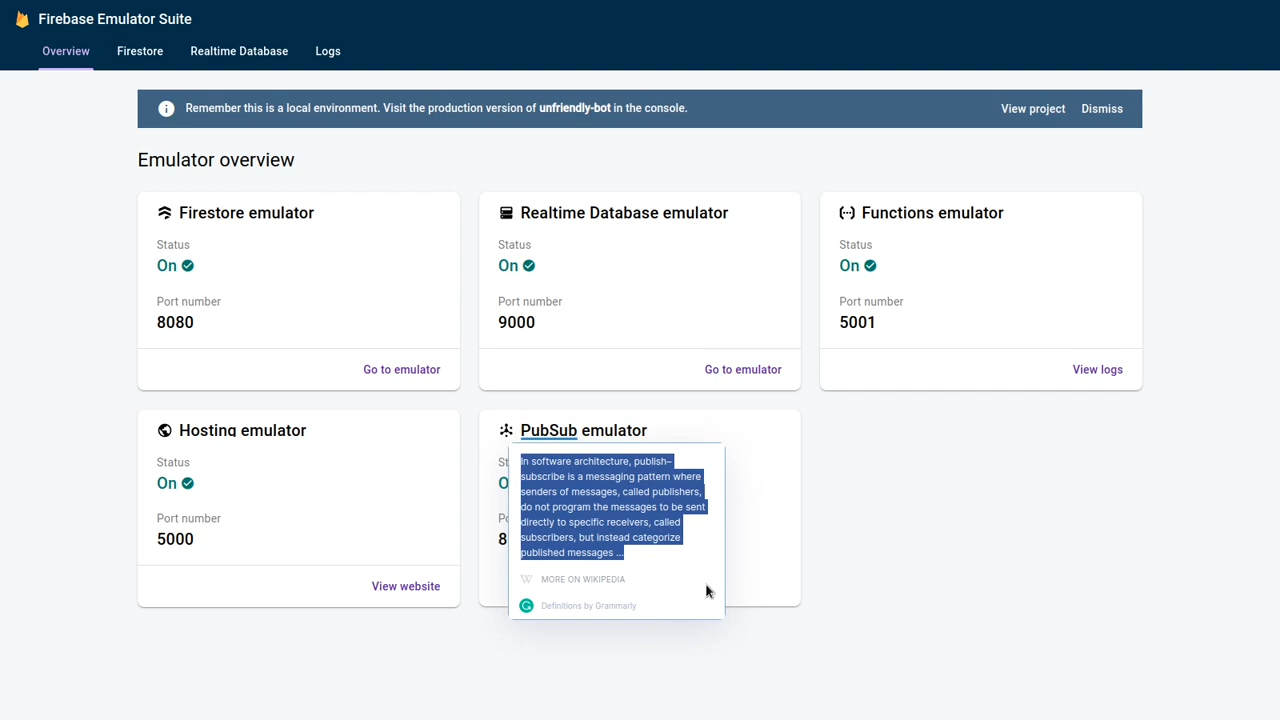 Firebase Emulator Suite
Overview Firestore Realtime Database Logs
Remember this is a local environment. Visit the production version of unfriendly-bot in the console. View project Dismiss
Emulator overview
Firestore emulator
Status
On
Port number
8080
Go to emulator
Realtime Database emulator
Status
On
Port number
9000
Go to emulator
Functions emulator
Status
On
Port number
5001
View logs
Hosting emulator
Status
On
Port number
5000
View website
PubSub emulator
In software architecture, publish–
subscribe is a messaging pattern where
senders of messages, called publishers,
do not program the messages to be sent
directly to specific receivers, called
subscribers, but instead categorize
published messages ...
MORE ON WIKIPEDIA
Definitions by Grammarly